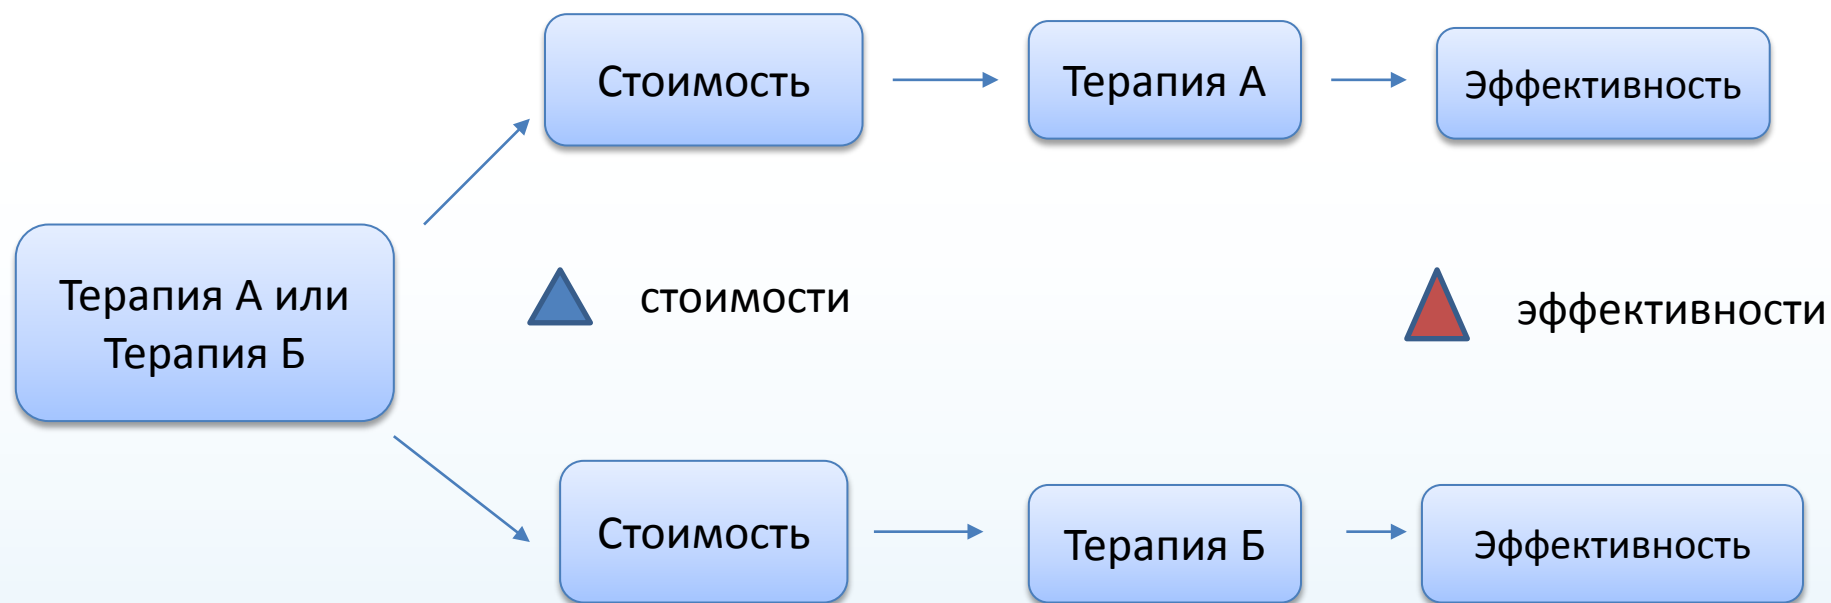 Стоимость
Терапия А
Эффективность
Терапия А или
Терапия Б
стоимости
эффективности
Стоимость
Терапия Б
Эффективность